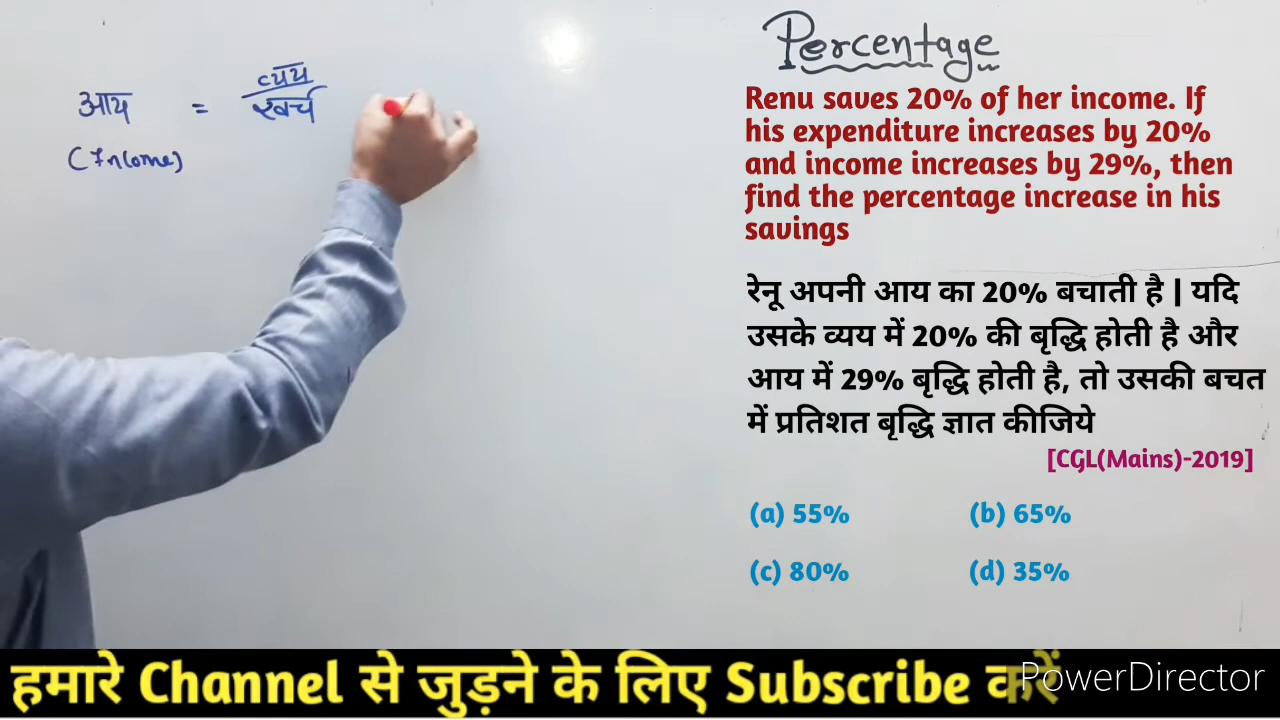 Percentage
व्यय
आय = खर्च
(Income)
Renu saves 20% of her income. If
his expenditure increases by 20%
and income increases by 29%, then
find the percentage increase in his
savings
रेनू अपनी आय का 20% बचाती है | यदि
उसके व्यय में 20% की बृद्धि होती है और
आय में 29% बृद्धि होती है, तो उसकी बचत
में प्रतिशत बृद्धि ज्ञात कीजिये
[CGL(Mains)-2019]
(a) 55% (b) 65%
(c) 80% (d) 35%
हमारे Channel से जुड़ने के लिए Subscribe करें
PowerDirector